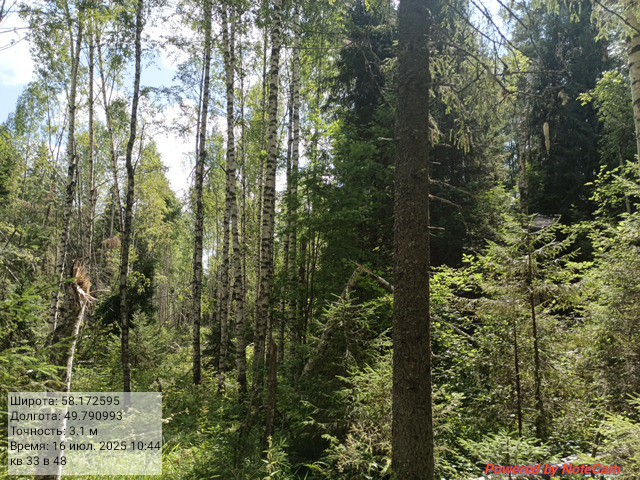 Широта: 58.172595
Долгота: 49.790993
Точность: 3,1 м
Время: 16 июл. 2025 10:44
кв 33 в 48
Powered by NoteCam